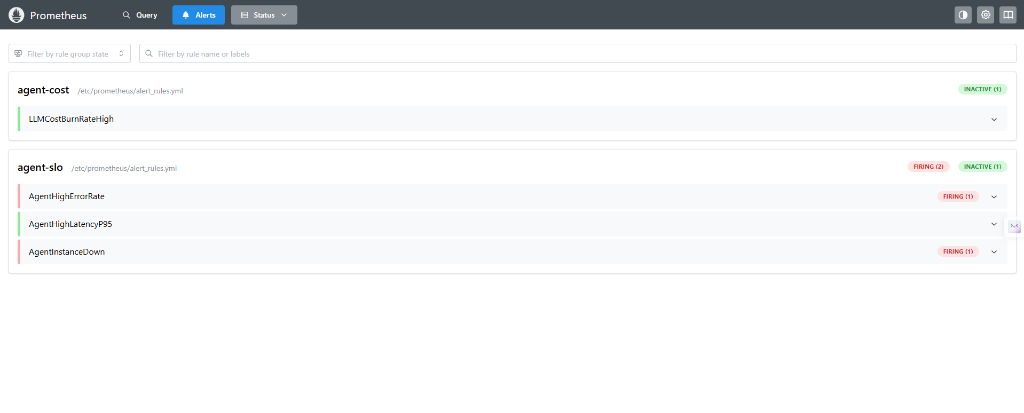 Prometheus Query Alerts Status
Filter by rule group state Filter by rule name or labels
agent-cost /etc/prometheus/alert_rules.yml INACTIVE (1)
LLMCostBurnRateHigh
agent-slo /etc/prometheus/alert_rules.yml FIRING (2) INACTIVE (1)
AgentHighErrorRate FIRING (1)
AgentHighLatencyP95
AgentInstanceDown FIRING (1)